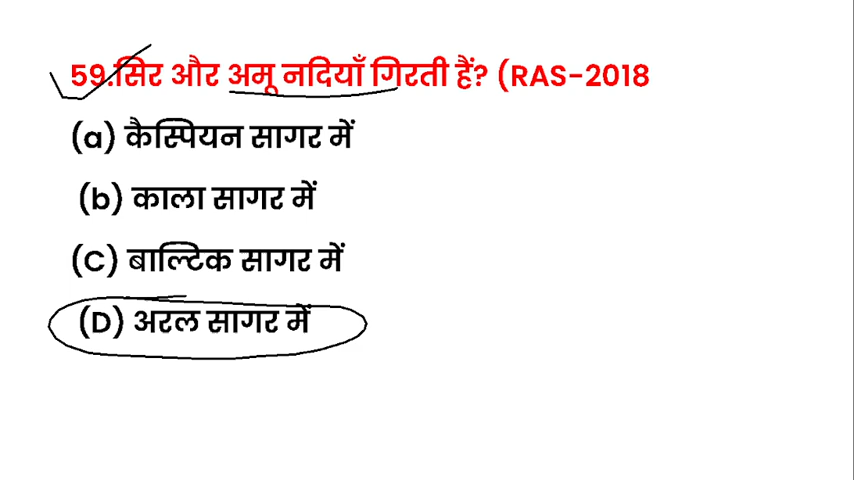 59.सिर और अमू नदियाँ गिरती हैं? (RAS-2018
(a) कैस्पियन सागर में
(b) काला सागर में
(C) बाल्टिक सागर में
(D) अरल सागर में